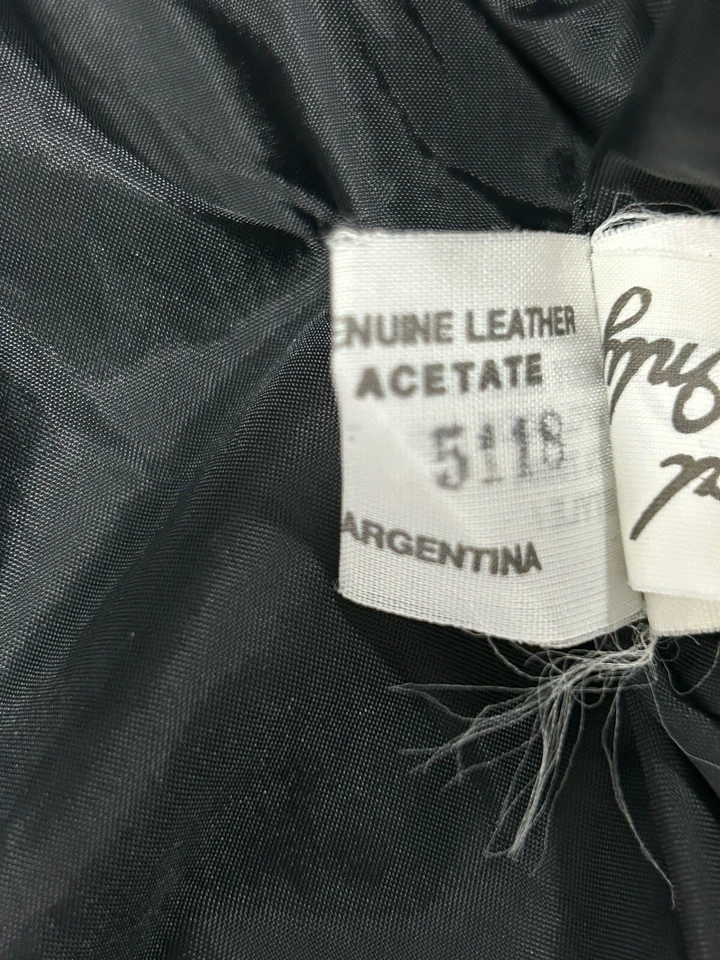 ENUINE LEATHER
ACETATE
5118
ARGENTINA